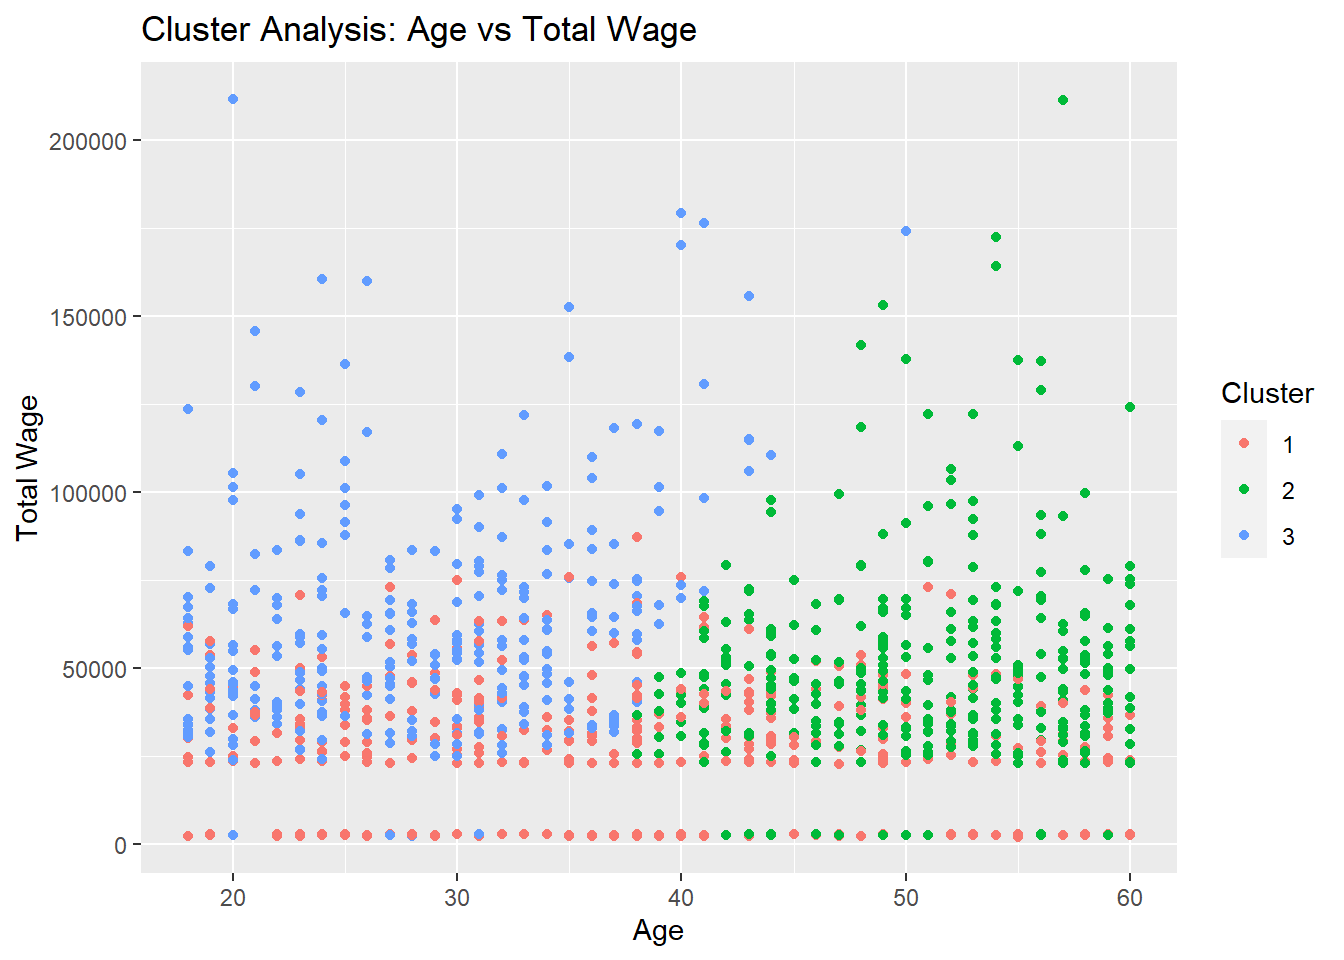 Cluster Analysis: Age vs Total Wage
200000
150000
100000
50000
0
Total Wage
20 30 40 50 60
Age
Cluster
1
2
3